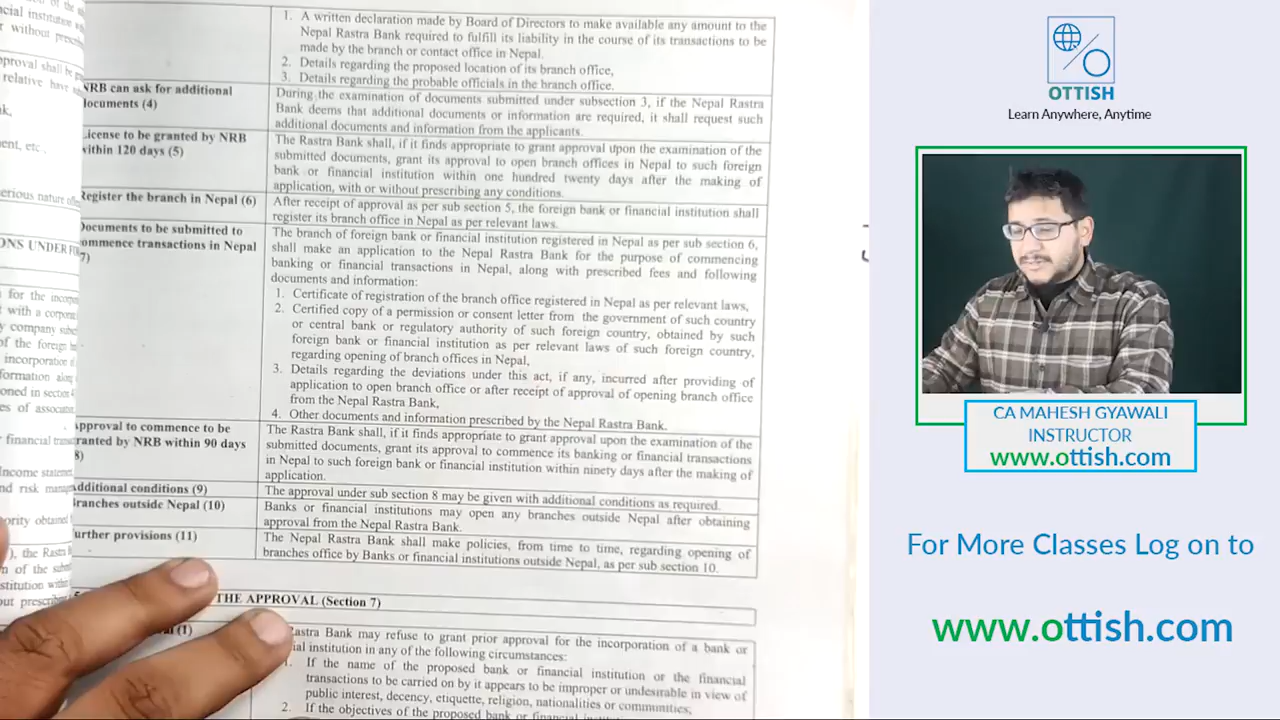 1. A written declaration made by Board of Directors to make available any amount to the
Nepal Rastra Bank required to fulfill its liability in the course of its transactions to be
made by the branch or contact office in Nepal.
2. Details regarding the proposed location of its branch office,
3. Details regarding the probable officials in the branch office.
NRB can ask for additional
documents (4)
During the examination of documents submitted under subsection 3, if the Nepal Rastra
Bank deems that additional documents or information are required, it shall request such
additional documents and information from the applicants.
License to be granted by NRB
within 120 days (5)
The Rastra Bank shall, if it finds appropriate to grant approval upon the examination of the
submitted documents, grant its approval to open branch offices in Nepal to such foreign
bank or financial institution within one hundred twenty days after the making of
application, with or without prescribing any conditions.
Register the branch in Nepal (6)
After receipt of approval as per sub section 5, the foreign bank or financial institution shall
register its branch office in Nepal as per relevant laws.
Documents to be submitted to
commence transactions in Nepal
7)
The branch of foreign bank or financial institution registered in Nepal as per sub section 6,
shall make an application to the Nepal Rastra Bank for the purpose of commencing
banking or financial transactions in Nepal, along with prescribed fees and following
documents and information:
1. Certificate of registration of the branch office registered in Nepal as per relevant laws,
2. Certified copy of a permission or consent letter from the government of such country
or central bank or regulatory authority of such foreign country, obtained by such
foreign bank or financial institution as per relevant laws of such foreign country,
regarding opening of branch offices in Nepal,
3. Details regarding the deviations under this act, if any, incurred after providing of
application to open branch office or after receipt of approval of opening branch office
from the Nepal Rastra Bank,
4. Other documents and information prescribed by the Nepal Rastra Bank.
Approval to commence to be
granted by NRB within 90 days
8)
The Rastra Bank shall, if it finds appropriate to grant approval upon the examination of the
submitted documents, grant its approval to commence its banking or financial transactions
in Nepal to such foreign bank or financial institution within ninety days after the making of
application.
Additional conditions (9)
The approval under sub section 8 may be given with additional conditions as required.
Branches outside Nepal (10)
Banks or financial institutions may open any branches outside Nepal after obtaining
approval from the Nepal Rastra Bank.
Further provisions (11)
The Nepal Rastra Bank shall make policies, from time to time, regarding opening of
branches office by Banks or financial institutions outside Nepal, as per sub section 10.
THE APPROVAL (Section 7)
(1)
Rastra Bank may refuse to grant prior approval for the incorporation of a bank or
institution in any of the following circumstances:
1. If the name of the proposed bank or financial institution or the financial
transactions to be carried on by it appears to be improper or undesirable in view of
public interest, decency, etiquette, religion, nationalities or communities,
2. If the objectives of the proposed bank or
OTTISH
Learn Anywhere, Anytime
CA MAHESH GYAWALI
INSTRUCTOR
www.ottish.com
For More Classes Log on to
www.ottish.com